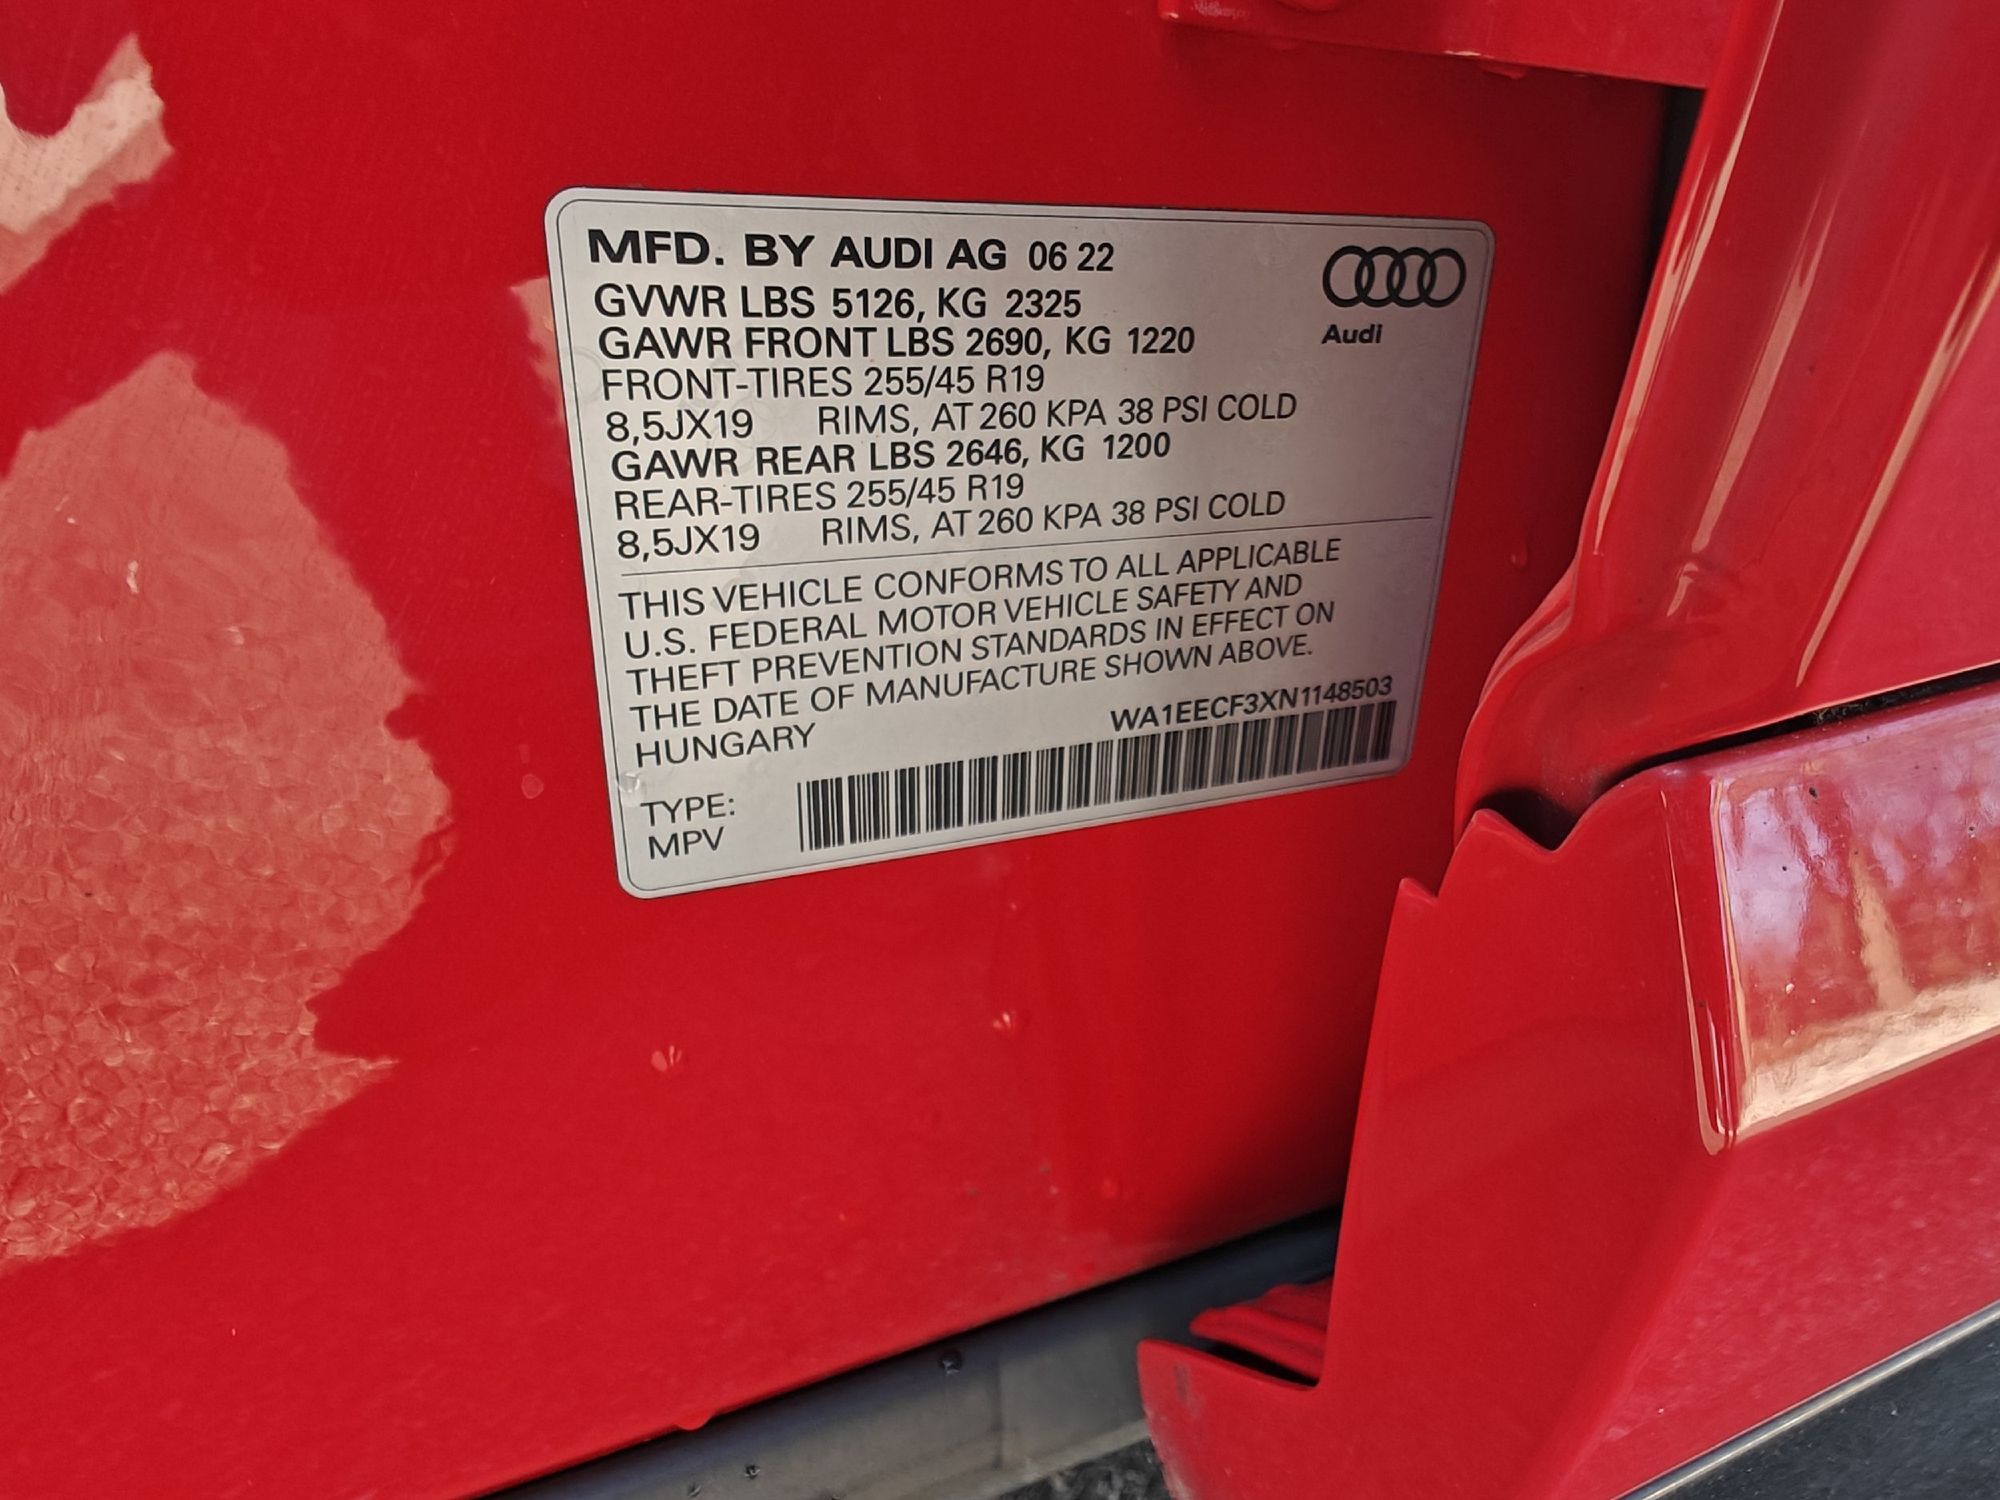 MFD. BY AUDI AG 06 22
GVWR LBS 5126, KG 2325
GAWR FRONT LBS 2690, KG 1220
FRONT-TIRES 255/45 R19
8,5JX19 RIMS, AT 260 KPA 38 PSI COLD
GAWR REAR LBS 2646, KG 1200
REAR-TIRES 255/45 R19
8,5JX19 RIMS, AT 260 KPA 38 PSI COLD
Audi
THIS VEHICLE CONFORMS TO ALL APPLICABLE
U.S. FEDERAL MOTOR VEHICLE SAFETY AND
THEFT PREVENTION STANDARDS IN EFFECT ON
THE DATE OF MANUFACTURE SHOWN ABOVE.
HUNGARY WA1EECF3XN1148503
TYPE:
MPV